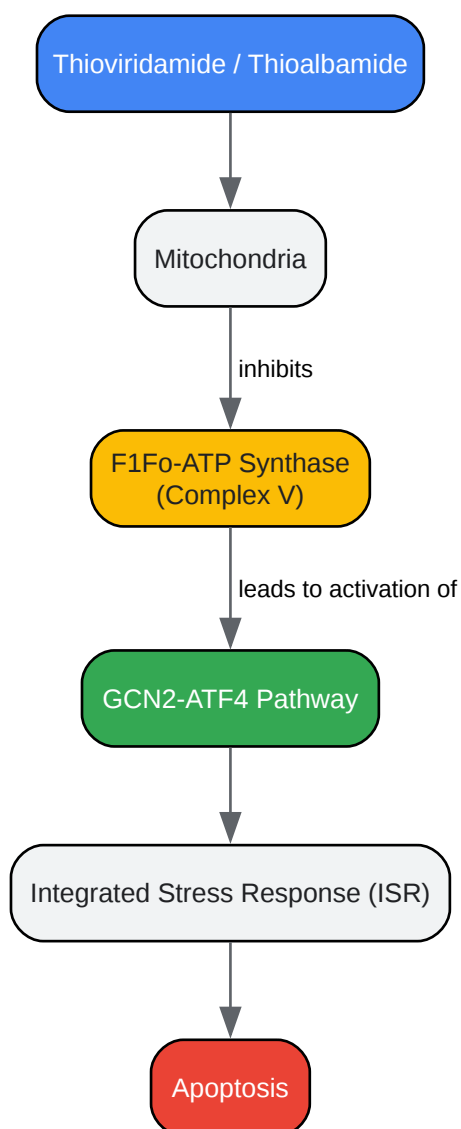 Thioviridamide / Thioalbamide
Mitochondria
inhibits
F1Fo-ATP Synthase
(Complex V)
leads to activation of
GCN2-ATF4 Pathway
Integrated Stress Response (ISR)
Apoptosis